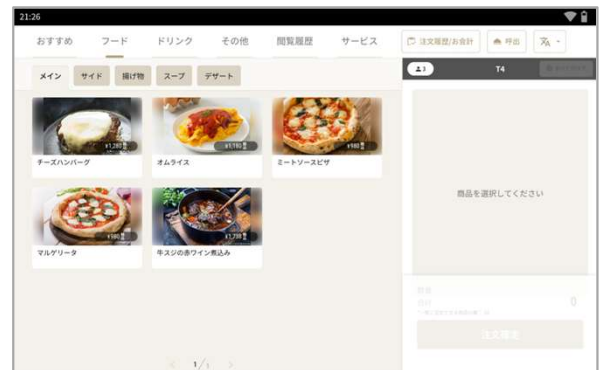 21:26
おすすめ フード ドリンク その他 閲覧履歴 サービス 注文履歴/お会計 呼出
メイン サイド 揚げ物 スープ デザート
3 T4
チーズハンバーグ オムライス ミートソースピザ
商品を選択してください
マルゲリータ 牛スジの赤ワイン煮込み
合計 0
注文確定
1/1